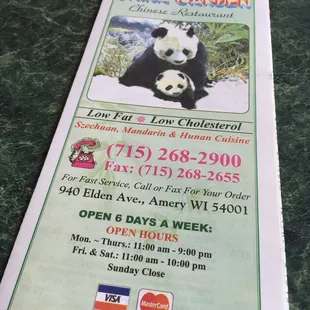 GARDEN
Chinese Restaurant
Low Fat ❋ Low Cholesterol
Szechuan, Mandarin & Hunan Cuisine
(715) 268-2900
Fax: (715) 268-2655
For Fast Service, Call or Fax For Your Order
940 Elden Ave., Amery WI 54001
OPEN 6 DAYS A WEEK:
OPEN HOURS
Mon. ~ Thurs.: 11:00 am - 9:00 pm
Fri. & Sat.: 11:00 am - 10:00 pm
Sunday Close
VISA
MasterCard